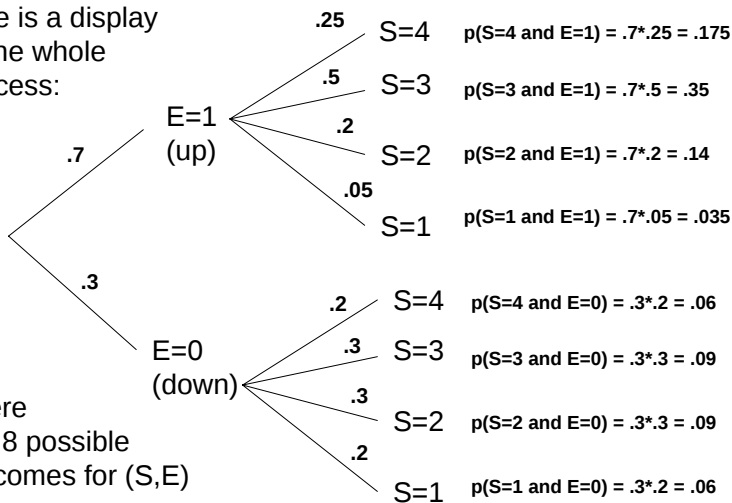 e is a display
he whole
cess:
.25
S=4 p(S=4 and E=1) = .7*.25 = .175
.5
S=3 p(S=3 and E=1) = .7*.5 = .35
E=1
(up)
.2
S=2 p(S=2 and E=1) = .7*.2 = .14
.7
.05
S=1 p(S=1 and E=1) = .7*.05 = .035
.3
.2
S=4 p(S=4 and E=0) = .3*.2 = .06
E=0
(down)
.3
S=3 p(S=3 and E=0) = .3*.3 = .09
.3
S=2 p(S=2 and E=0) = .3*.3 = .09
.2
S=1 p(S=1 and E=0) = .3*.2 = .06
ere
8 possible
comes for (S,E)